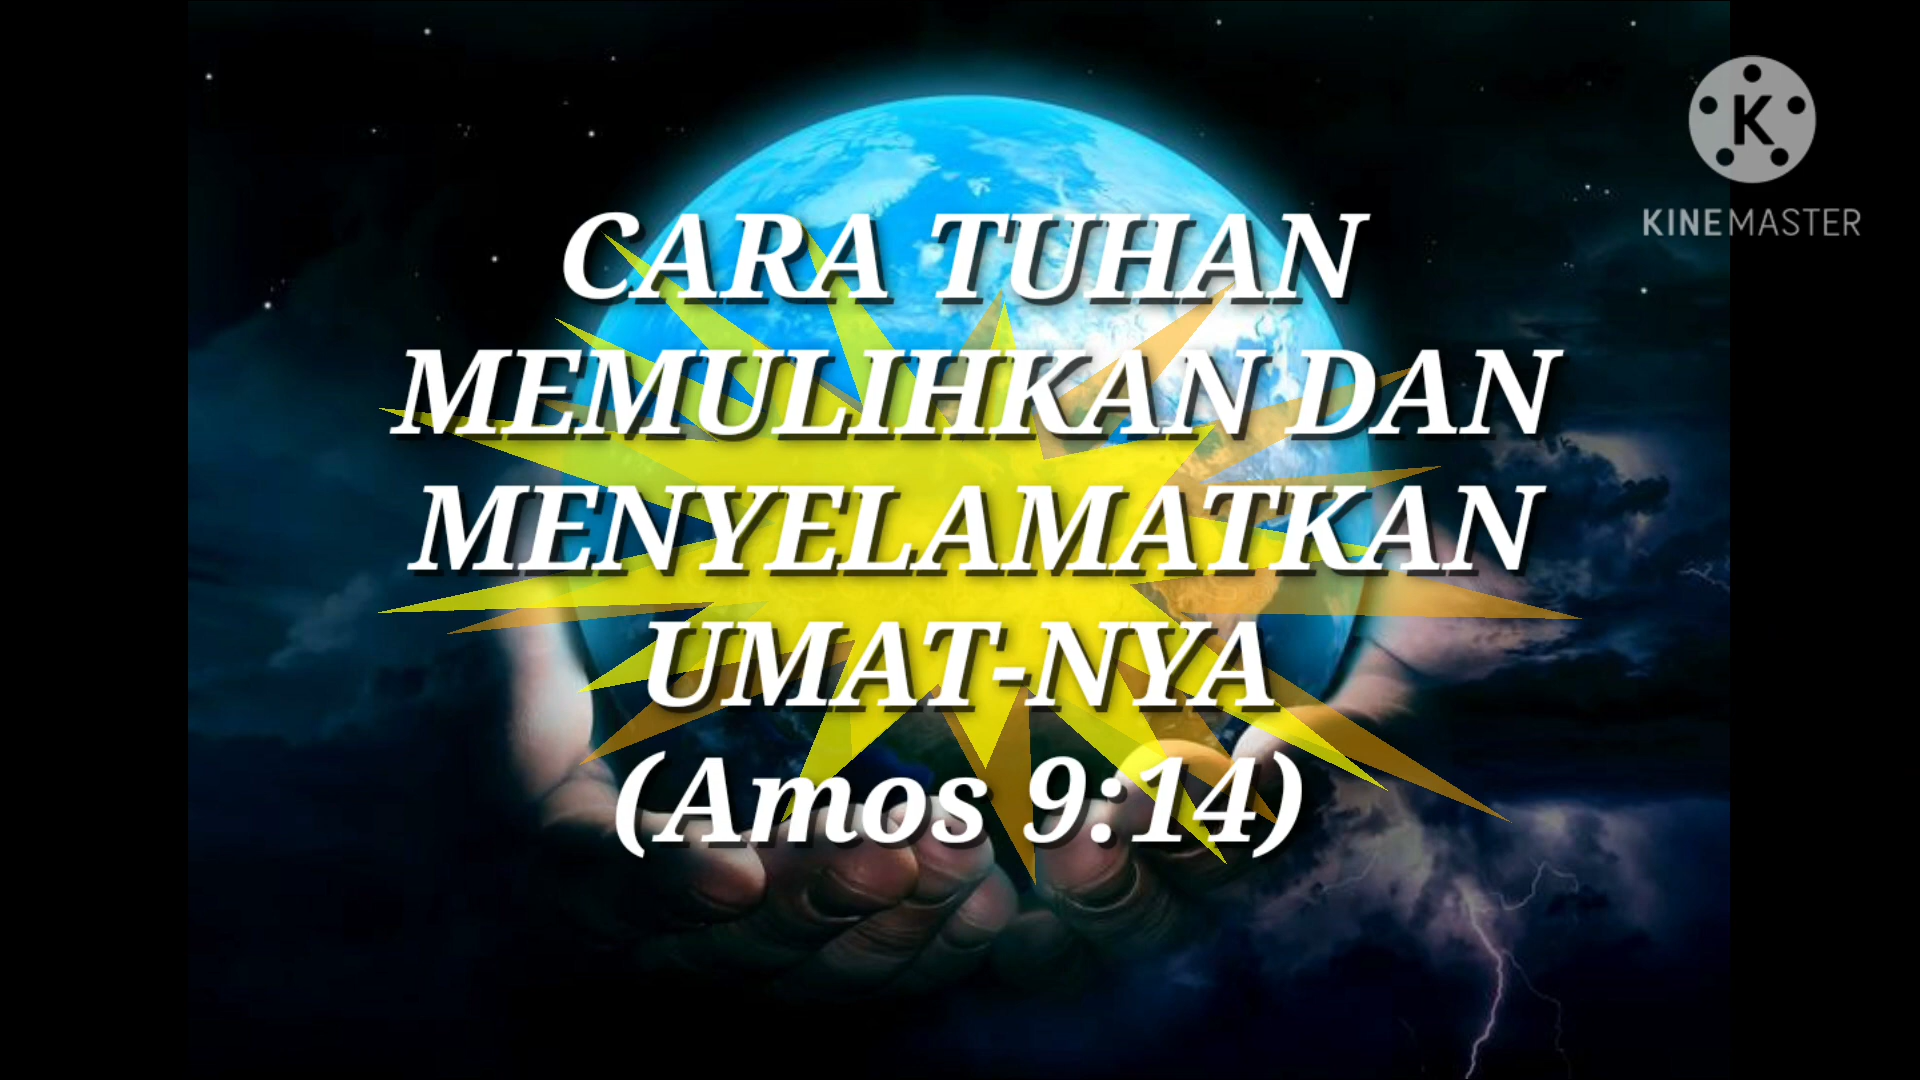 CARA TUHAN
MEMULIHKAN DAN
MENYELAMATKAN
UMAT-NYA
(Amos 9:14)
K
KINEMASTER